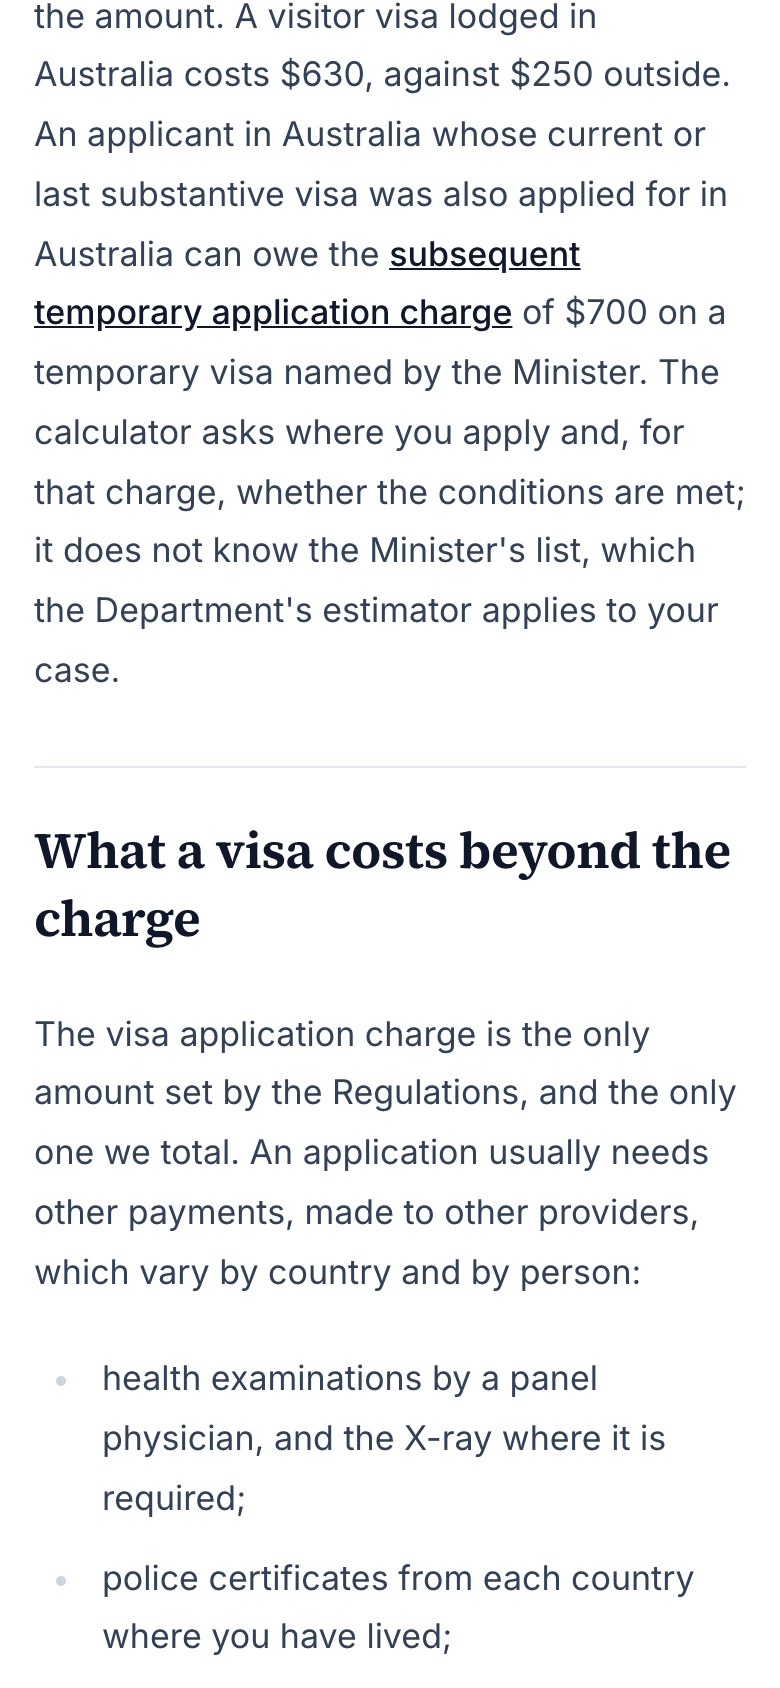 the amount. A visitor visa lodged in
Australia costs $630, against $250 outside.
An applicant in Australia whose current or
last substantive visa was also applied for in
Australia can owe the subsequent
temporary application charge of $700 on a
temporary visa named by the Minister. The
calculator asks where you apply and, for
that charge, whether the conditions are met;
it does not know the Minister's list, which
the Department's estimator applies to your
case.
What a visa costs beyond the
charge
The visa application charge is the only
amount set by the Regulations, and the only
one we total. An application usually needs
other payments, made to other providers,
which vary by country and by person:
• health examinations by a panel
physician, and the X-ray where it is
required;
• police certificates from each country
where you have lived;